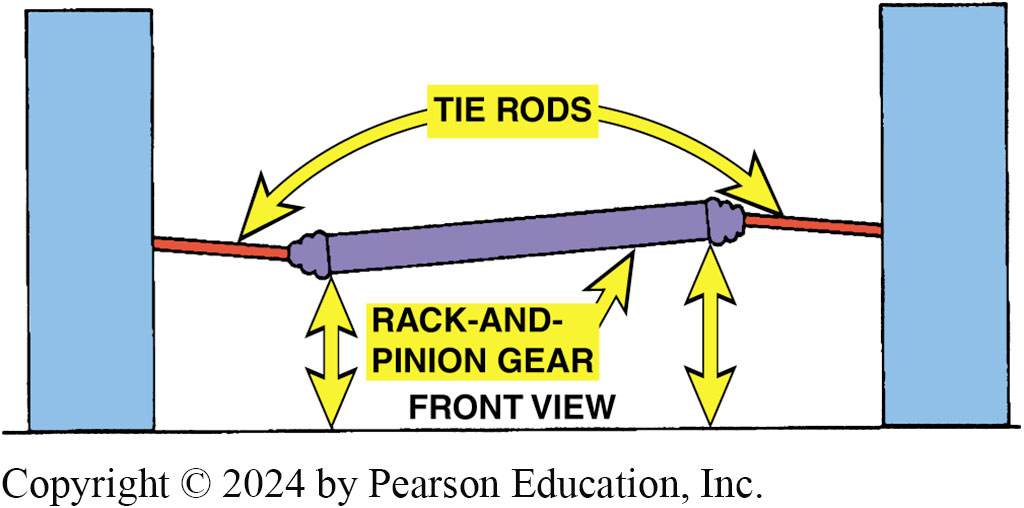 TIE RODS
RACK-AND-
PINION GEAR
FRONT VIEW
Copyright © 2024 by Pearson Education, Inc.